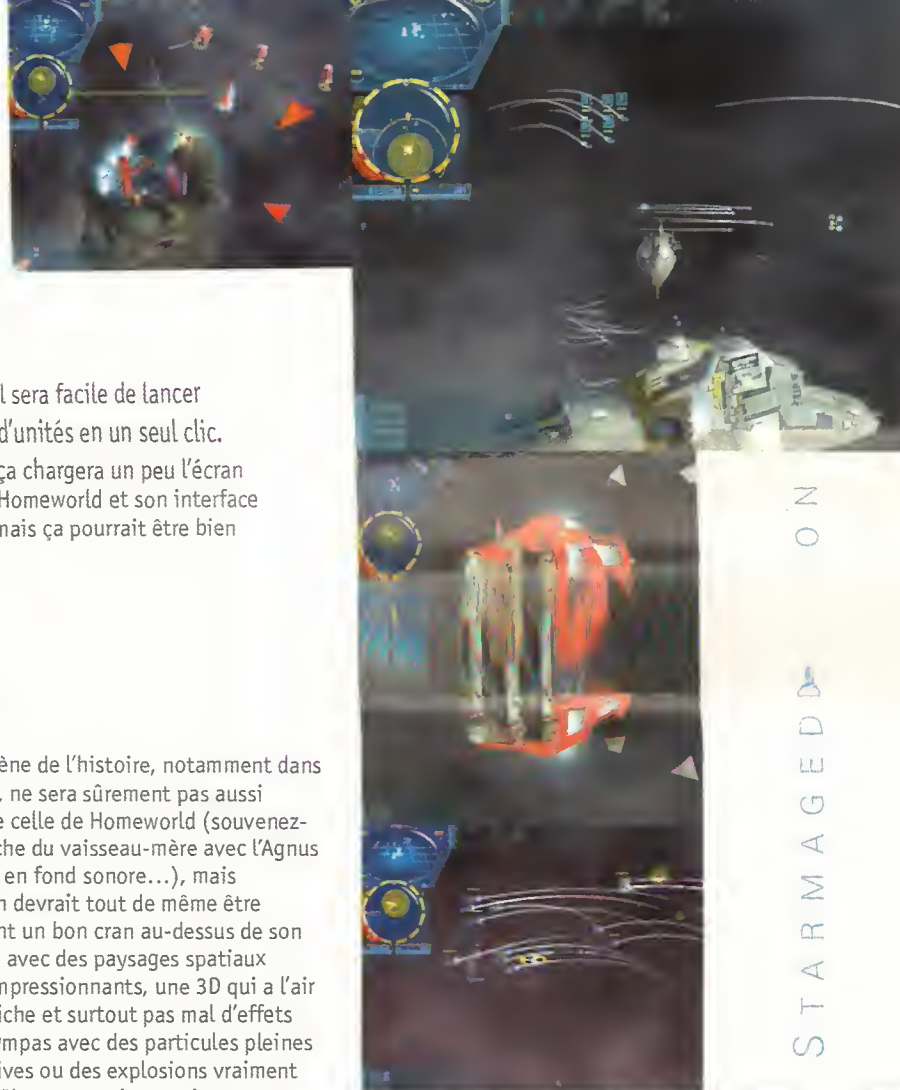 l sera facile de lancer
d'unités en un seul clic.
ça chargera un peu l'écran
Homeworld et son interface
mais ça pourrait être bien
ène de l'histoire, notamment dans
, ne sera sûrement pas aussi
e celle de Homeworld (souvenez-
che du vaisseau-mère avec l'Agnus
en fond sonore...), mais
n devrait tout de même être
nt un bon cran au-dessus de son
, avec des paysages spatiaux
mpressionnants, une 3D qui a l'air
iche et surtout pas mal d'effets
mpas avec des particules pleines
ives ou des explosions vraiment
STARMAGEDD ON